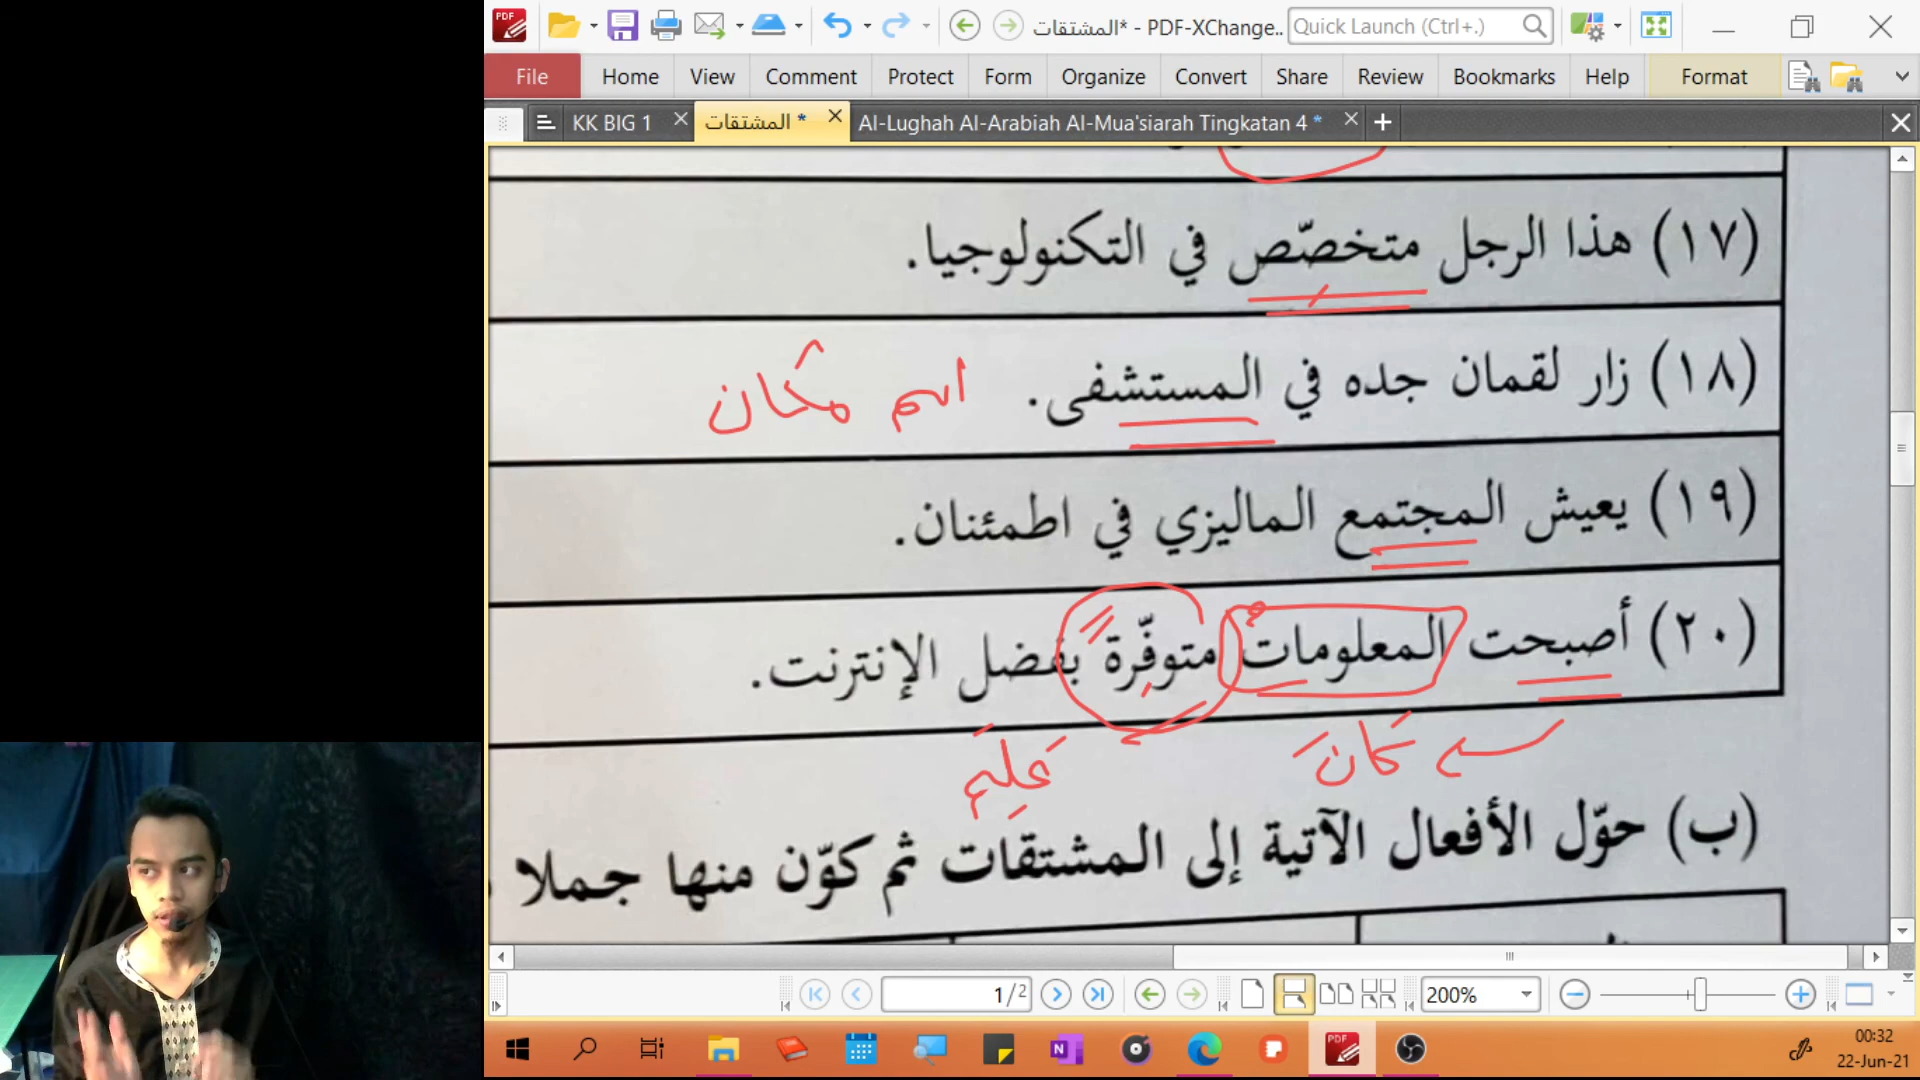 المشتقات* - PDF-XChange..
Quick Launch (Ctrl+.)
File Home View Comment Protect Form Organize Convert Share Review Bookmarks Help Format
KK BIG 1
المشتقات *
Al-Lughah Al-Arabiah Al-Mua'siarah Tingkatan 4 *
(١٧) هذا الرجل متخصّص في التكنولوجيا.
(١٨) زار لقمان جده في المستشفى.
اسم مكان
(١٩) يعيش المجتمع الماليزي في اطمئنان.
(٢٠) أصبحت المعلومات متوفّرة بفضل الإنترنت.
كَانَ
عَلِمَ
(ب) حوّل الأفعال الآتية إلى المشتقات ثم كوّن منها جملا
1/2
200%
00:32
22-Jun-21